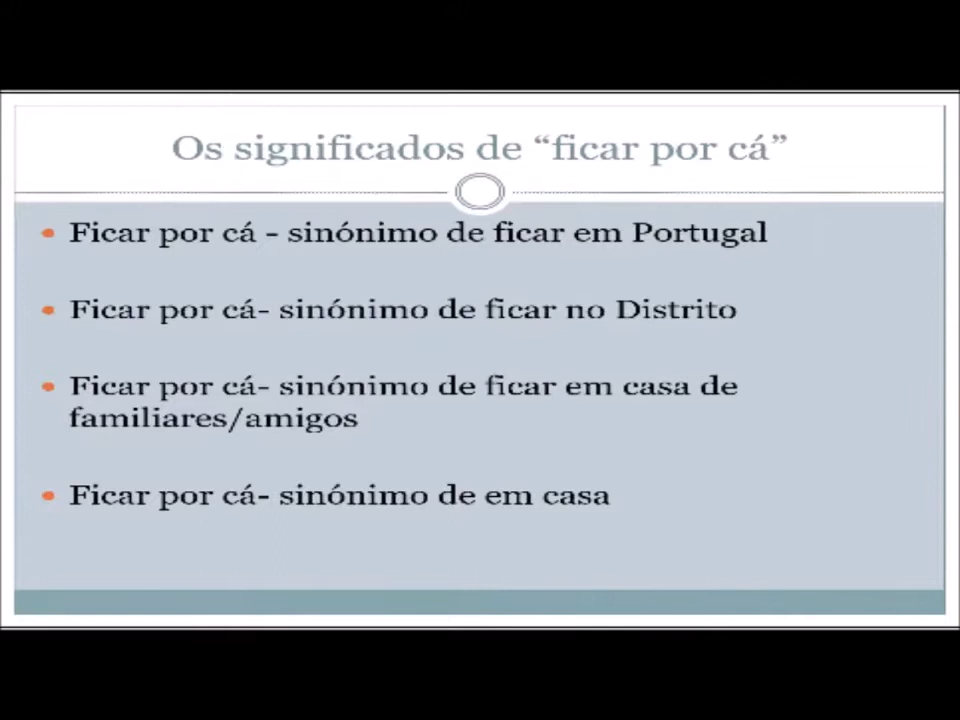 Os significados de “ficar por cá”
Ficar por cá - sinónimo de ficar em Portugal
Ficar por cá- sinónimo de ficar no Distrito
Ficar por cá- sinónimo de ficar em casa de
familiares/amigos
Ficar por cá- sinónimo de em casa